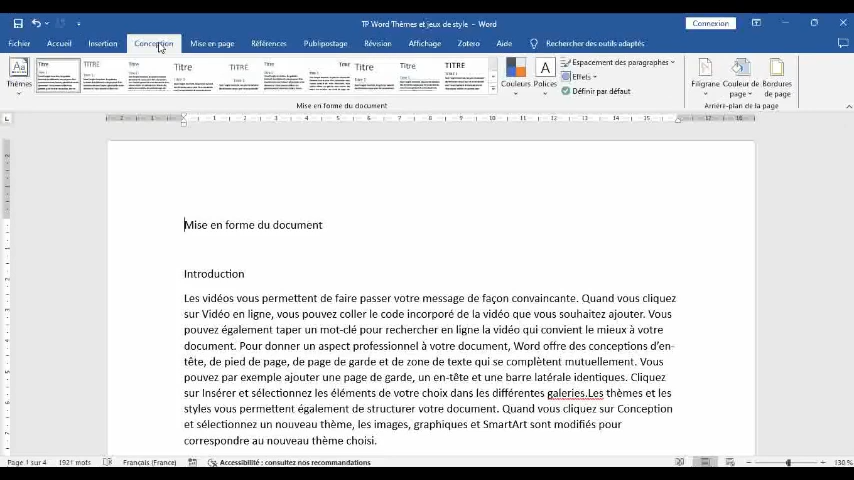 TP Word Thèmes et jeux de style - Word
Connexion
Fichier Accueil Insertion Conception Mise en page Références Publipostage Révision Affichage Zotero Aide Rechercher des outils adaptés
Thèmes
Titre TITRE Titre Titre TITRE Titre Titre Titre Titre TITRE
Couleurs Polices
Espacement des paragraphes
Effets
Définir par défaut
Filigrane Couleur de page Bordures de page
Mise en forme du document
Arrière-plan de la page
Mise en forme du document
Introduction
Les vidéos vous permettent de faire passer votre message de façon convaincante. Quand vous cliquez
sur Vidéo en ligne, vous pouvez coller le code incorporé de la vidéo que vous souhaitez ajouter. Vous
pouvez également taper un mot-clé pour rechercher en ligne la vidéo qui convient le mieux à votre
document. Pour donner un aspect professionnel à votre document, Word offre des conceptions d'en-
tête, de pied de page, de page de garde et de zone de texte qui se complètent mutuellement. Vous
pouvez par exemple ajouter une page de garde, un en-tête et une barre latérale identiques. Cliquez
sur Insérer et sélectionnez les éléments de votre choix dans les différentes galeries.Les thèmes et les
styles vous permettent également de structurer votre document. Quand vous cliquez sur Conception
et sélectionnez un nouveau thème, les images, graphiques et SmartArt sont modifiés pour
correspondre au nouveau thème choisi.
Page 1 sur 4 1921 mots Français (France) Accessibilité : consultez nos recommandations 130 %